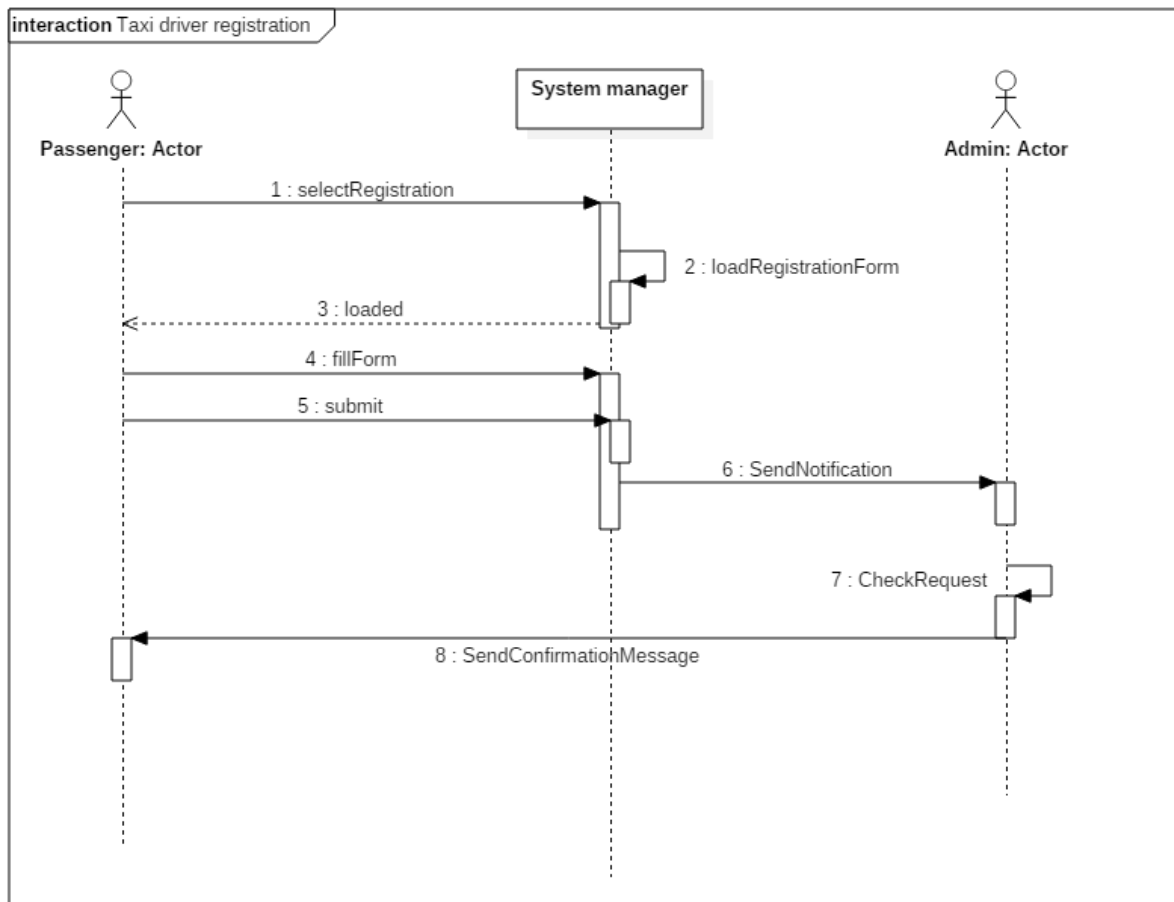 interaction Taxi driver registration
System manager
Passenger: Actor
Admin: Actor
1 : selectRegistration
2 : loadRegistrationForm
3 : loaded
4 : fillForm
5 : submit
6 : SendNotification
7 : CheckRequest
8 : SendConfirmationMessage